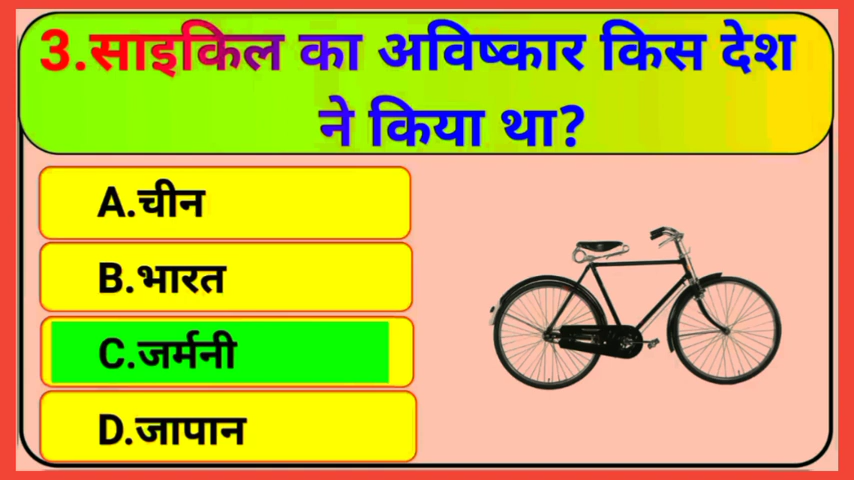 3.साइकिल का अविष्कार किस देश
ने किया था?
A.चीन
B.भारत
C.जर्मनी
D.जापान